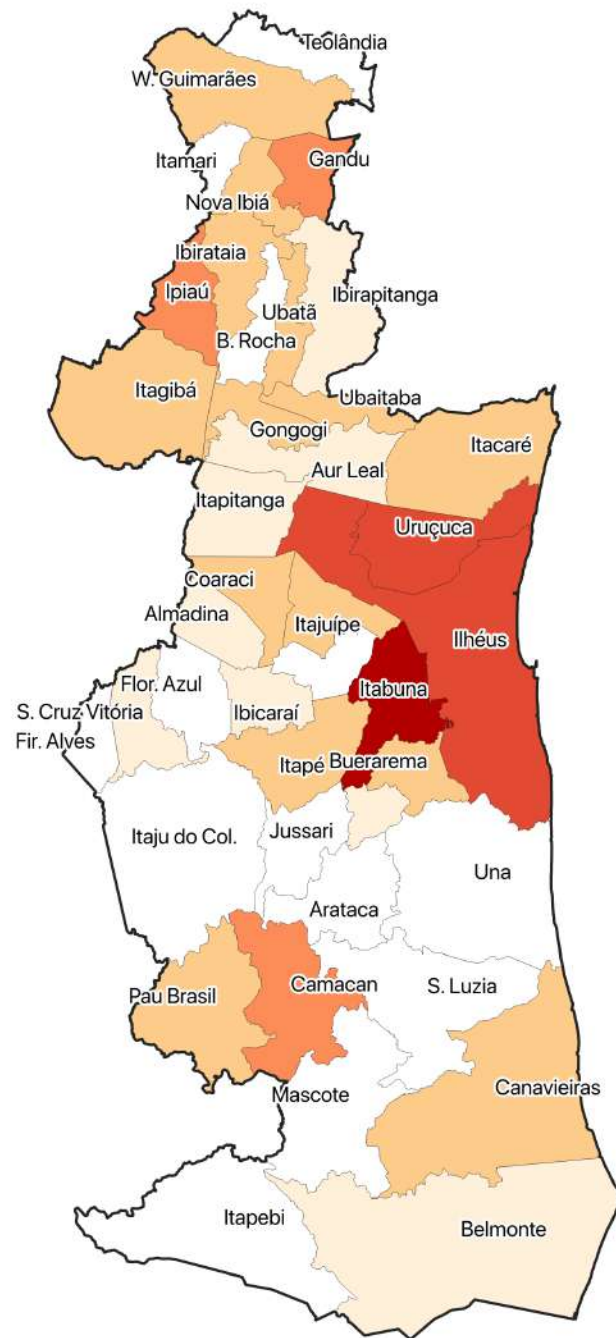 Teolândia
W. Guimarães
Itamari
Gandu
Nova Ibiá
Ibirataia
Ipiaú
Ibirapitanga
Ubatã
B. Rocha
Itagibá
Ubaitaba
Gongogi
Itacaré
Aur Leal
Itapitanga
Uruçuca
Coaraci
Almadina
Itajuípe
Ilhéus
Flor. Azul
Itabuna
S. Cruz Vitória
Ibicaraí
Fir. Alves
Itapé
Buerarema
Itaju do Col.
Jussari
Una
Arataca
Camacan
S. Luzia
Pau Brasil
Canavieiras
Mascote
Itapebi
Belmonte